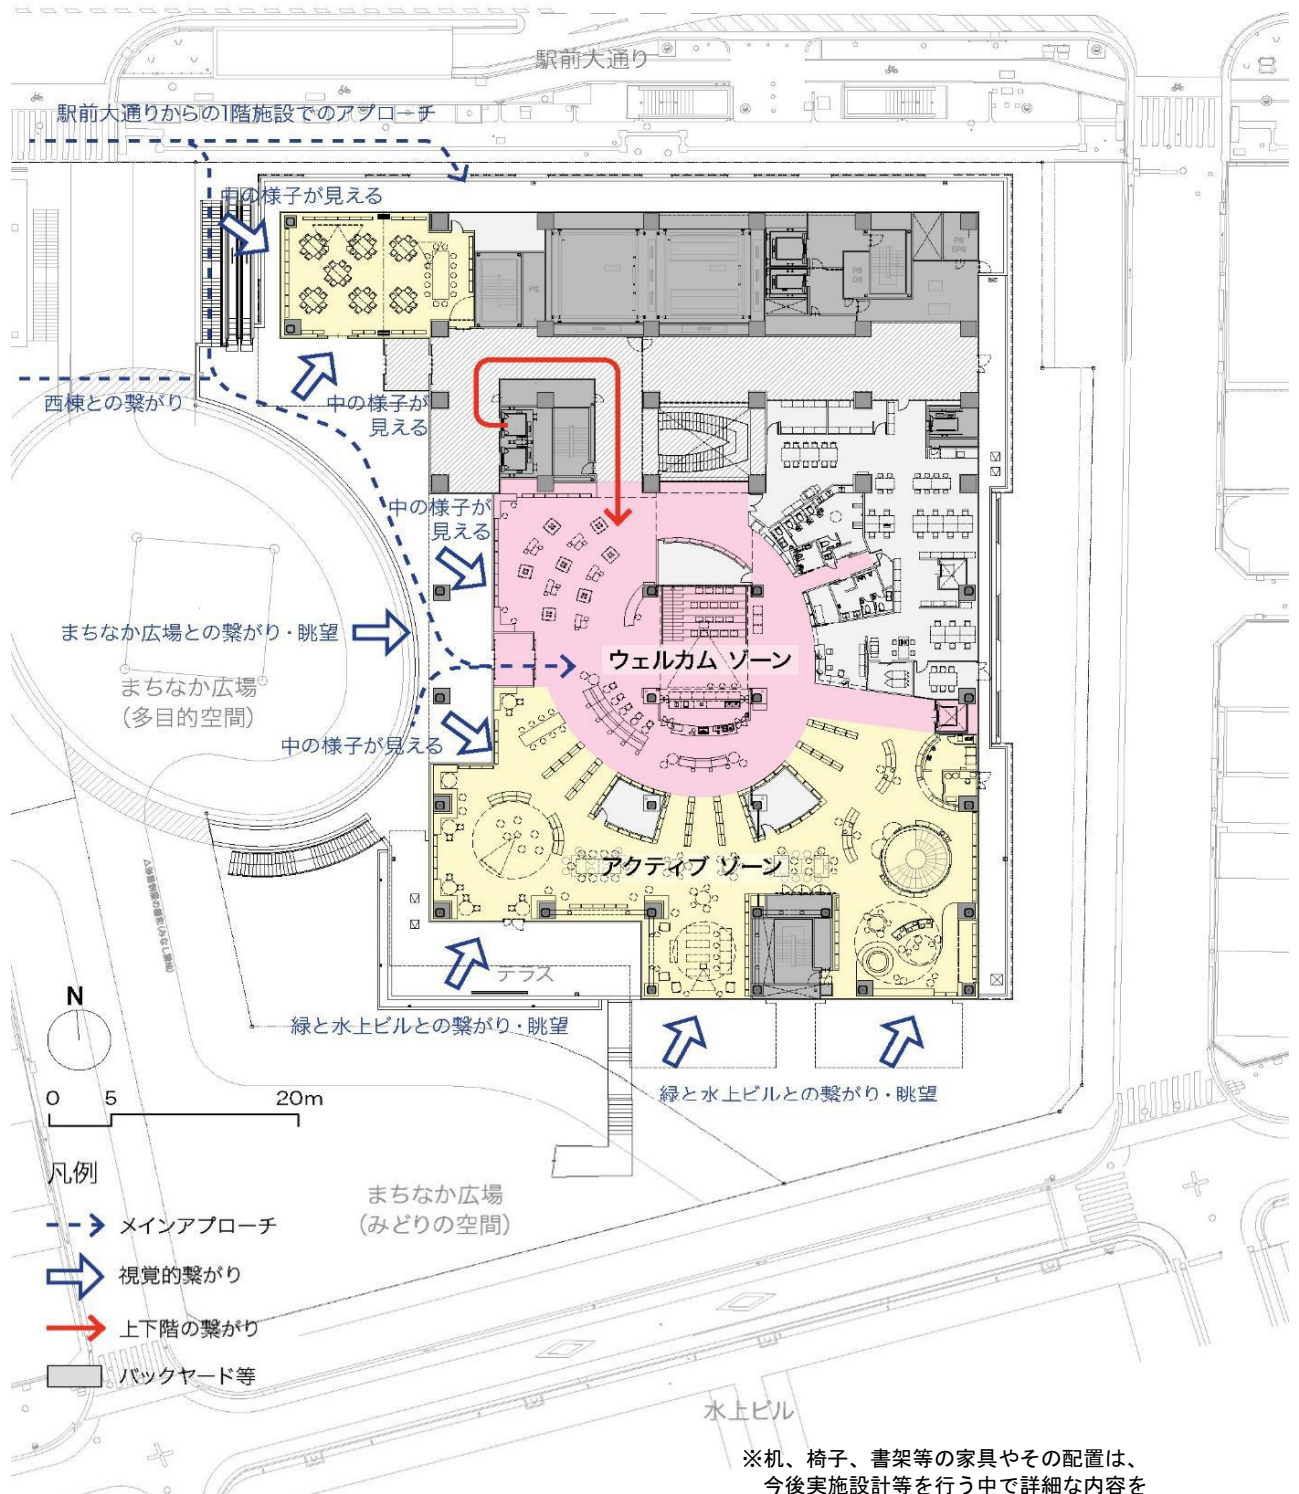 駅前大通り
駅前大通りからの1階施設でのアプローチ
中の様子が見える
PS
EPS
PS
PS
DS
西棟との繋がり
中の様子が
見える
中の様子が
見える
まちなか広場との繋がり・眺望
まちなか広場
(多目的空間)
ウェルカム ゾーン
中の様子が見える
アクティブ ゾーン
テラス
N
緑と水上ビルとの繋がり・眺望
緑と水上ビルとの繋がり・眺望
0 5 20m
凡例
まちなか広場
(みどりの空間)
メインアプローチ
視覚的繋がり
上下階の繋がり
バックヤード等
水上ビル
※机、椅子、書架等の家具やその配置は、
今後実施設計等を行う中で詳細な内容を